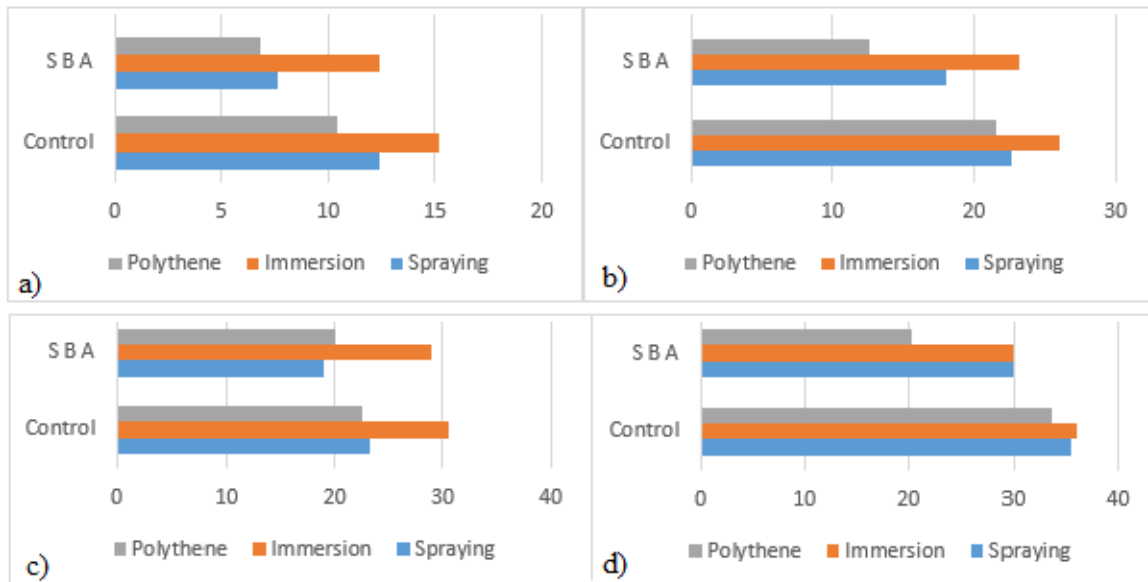 S B A
Control
0 5 10 15 20
Polythene Immersion Spraying
a)
S B A
Control
0 10 20 30
Polythene Immersion Spraying
b)
S B A
Control
0 10 20 30 40
Polythene Immersion Spraying
c)
S B A
Control
0 10 20 30 40
Polythene Immersion Spraying
d)